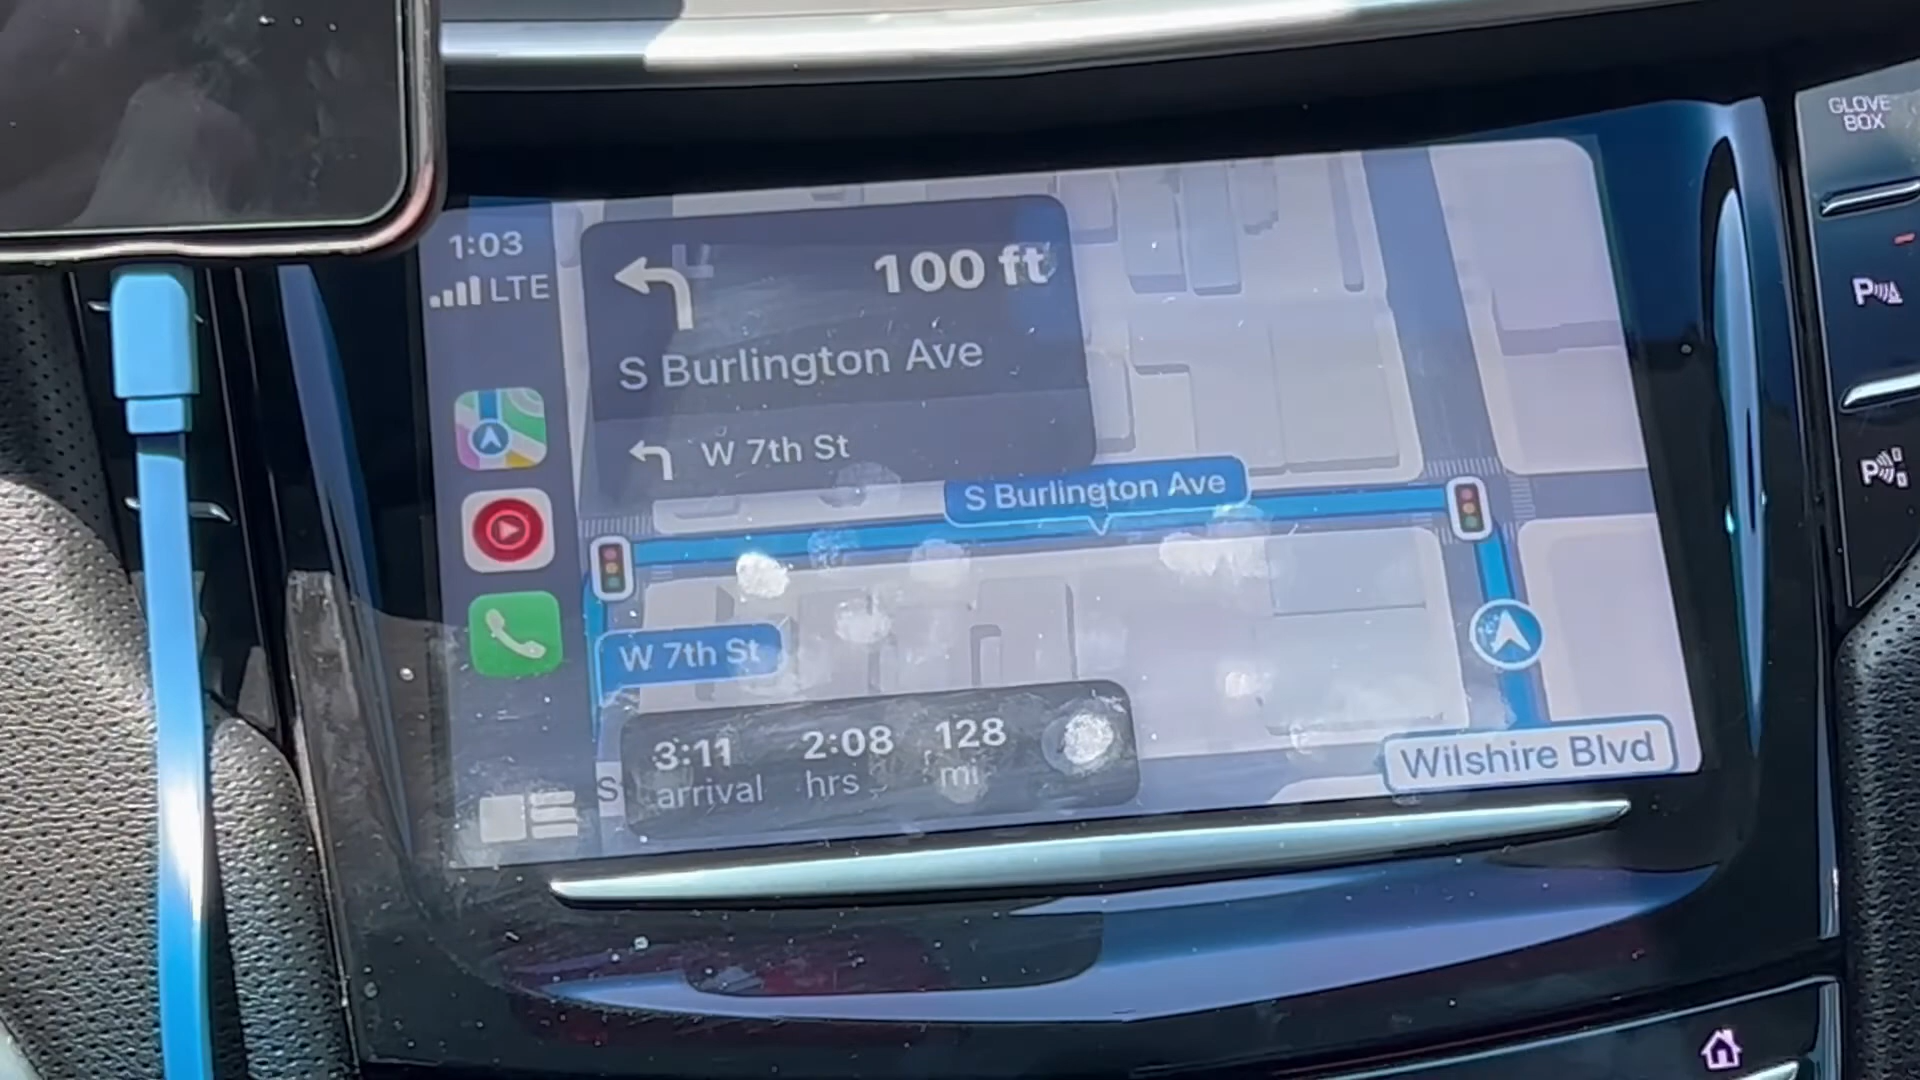 GLOVE
BOX
1:03
LTE
100 ft
S Burlington Ave
W 7th St
S Burlington Ave
W 7th St
3:11 2:08 128
arrival hrs mi
S
Wilshire Blvd
P
P